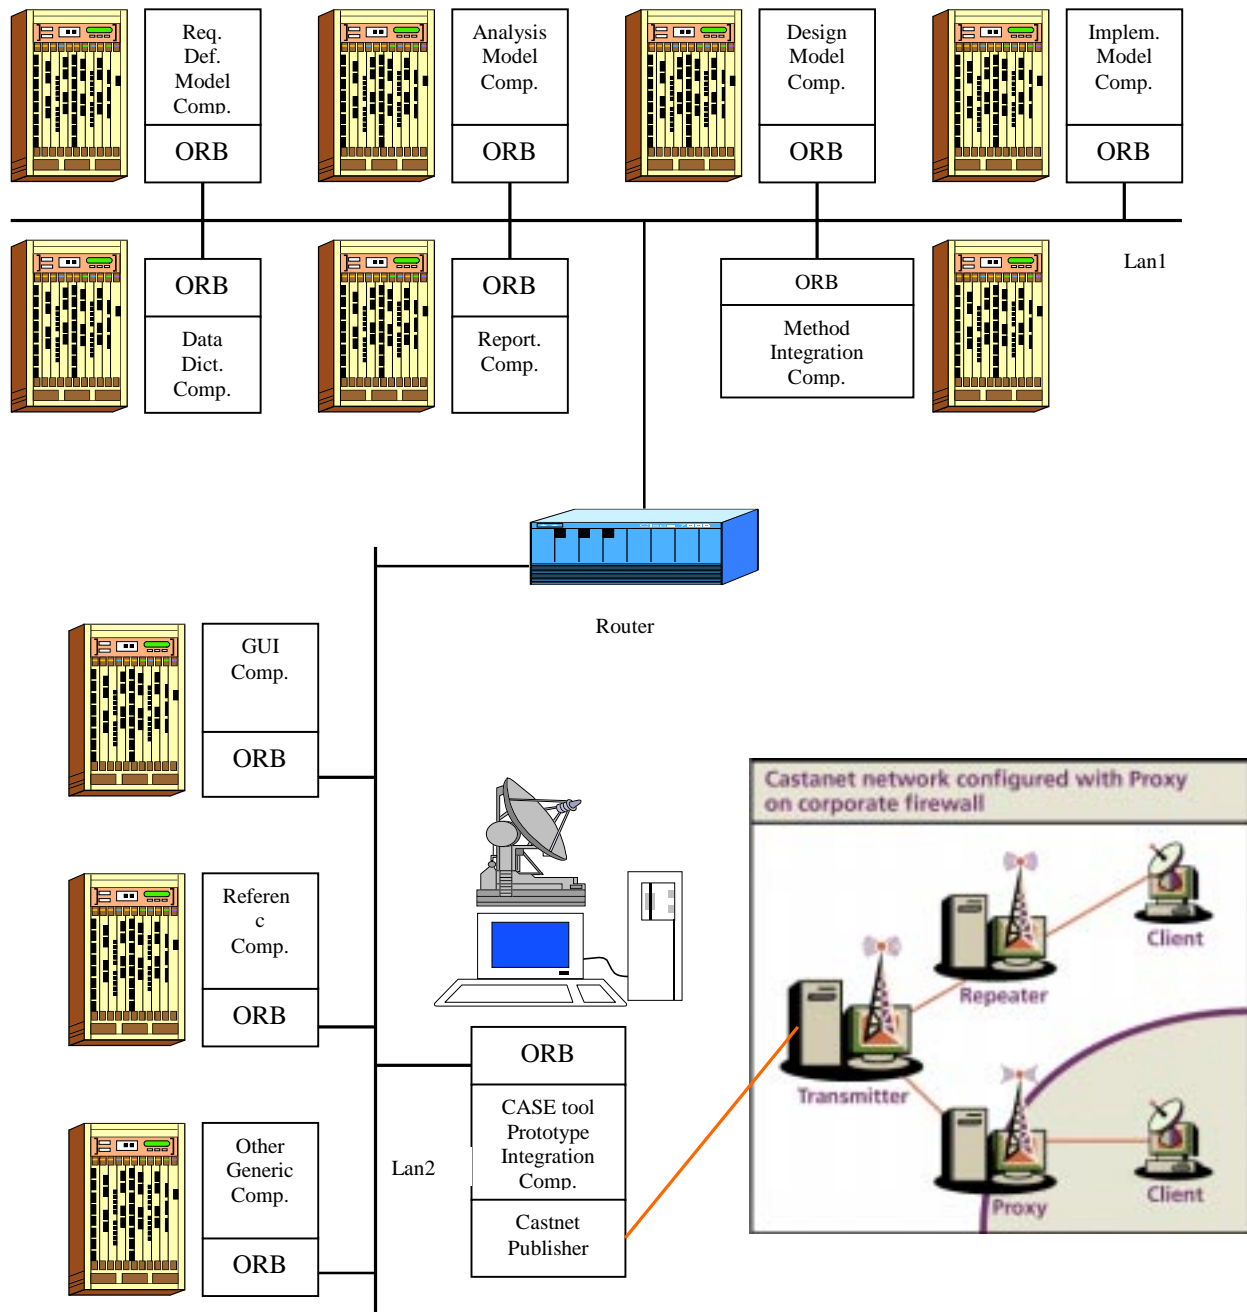 Req.
Def.
Model
Comp.
ORB
Analysis
Model
Comp.
ORB
Design
Model
Comp.
ORB
Implem.
Model
Comp.
ORB
Lan1
ORB
Data
Dict.
Comp.
ORB
Report.
Comp.
ORB
Method
Integration
Comp.
Router
GUI
Comp.
ORB
Referen
c
Comp.
ORB
Other
Generic
Comp.
ORB
Lan2
ORB
CASE tool
Prototype
Integration
Comp.
Castnet
Publisher
Castanet network configured with Proxy
on corporate firewall
Client
Repeater
Transmitter
Proxy
Client